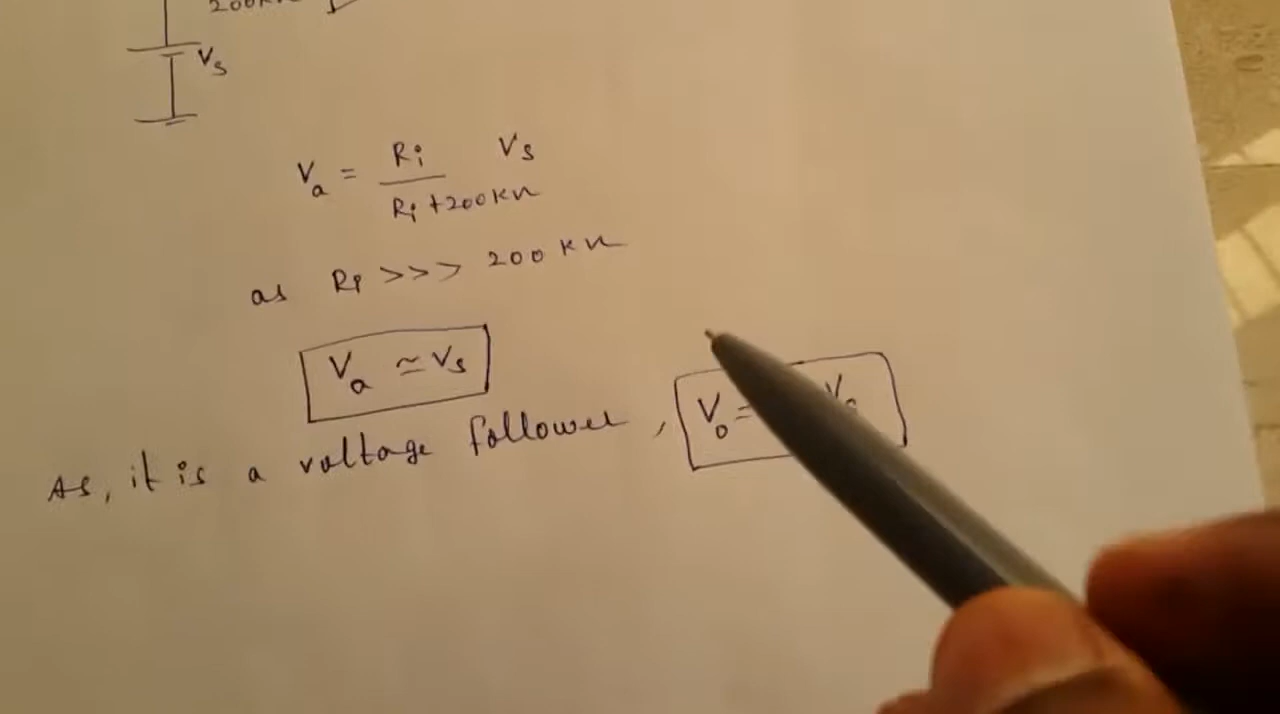 200k
Vs
Va = Ri / Ri + 200 KΩ Vs
as Ri >>> 200 KΩ
Va ≃ Vs
As, it is a voltage follower, Vo =